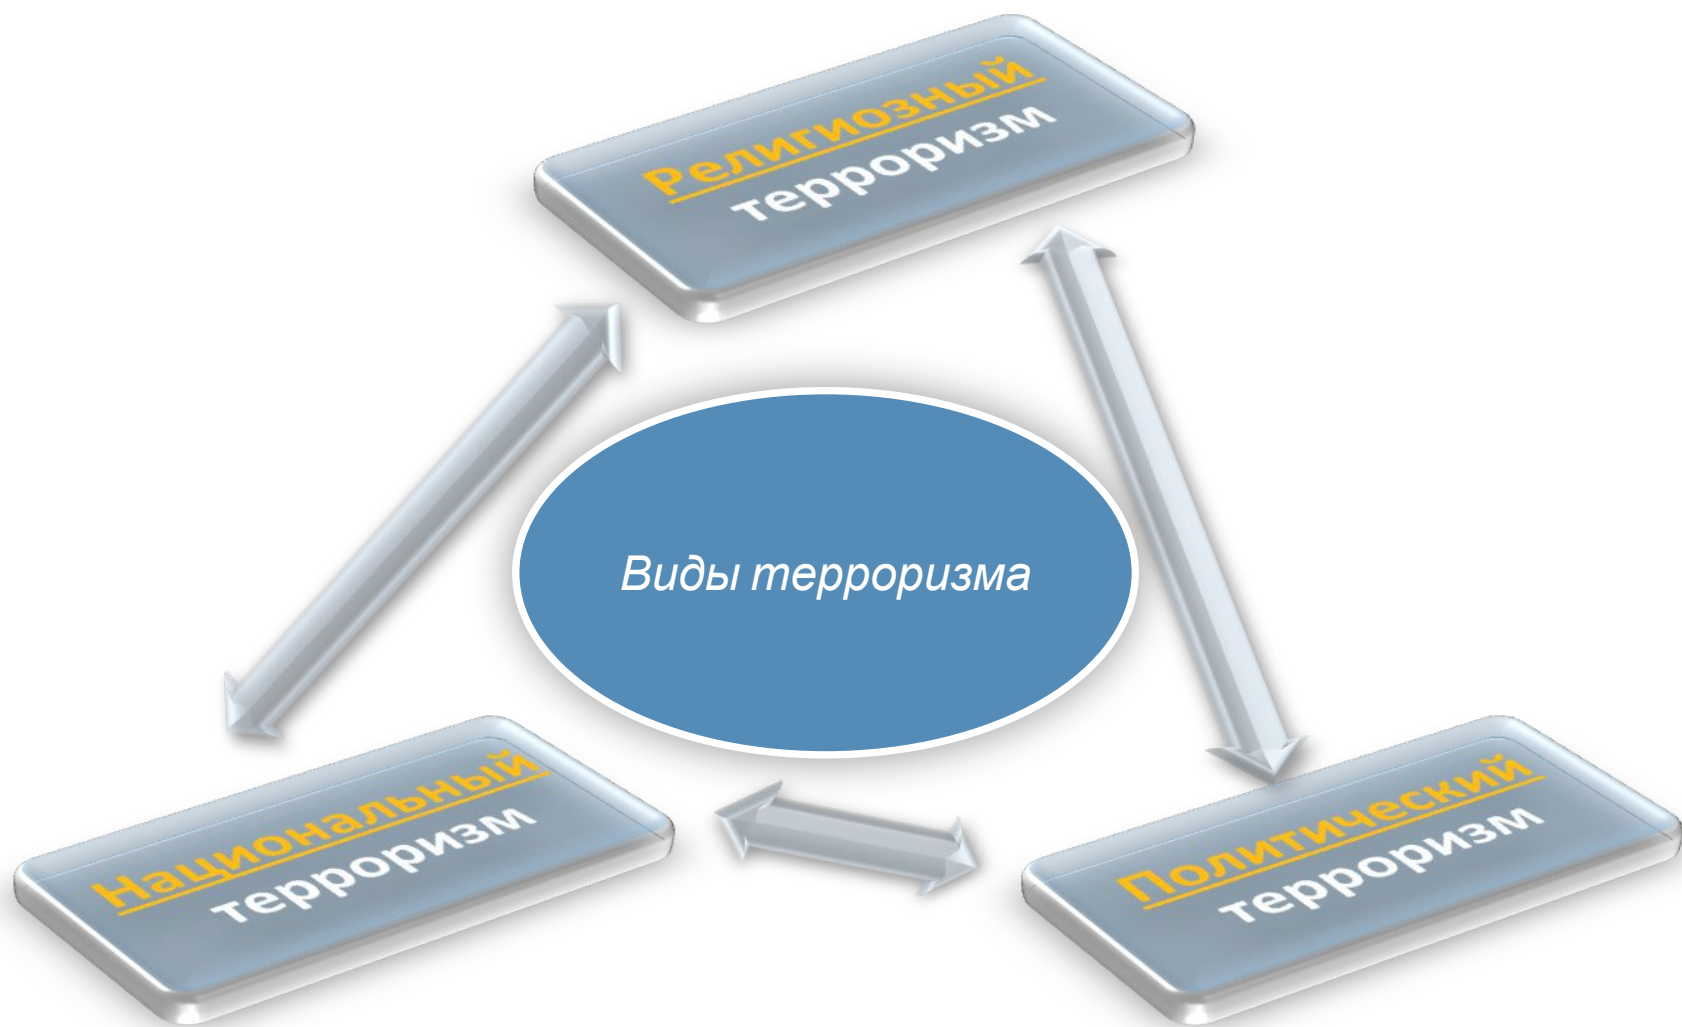 Религиозный
терроризм
Виды терроризма
Национальный
терроризм
Политический
терроризм